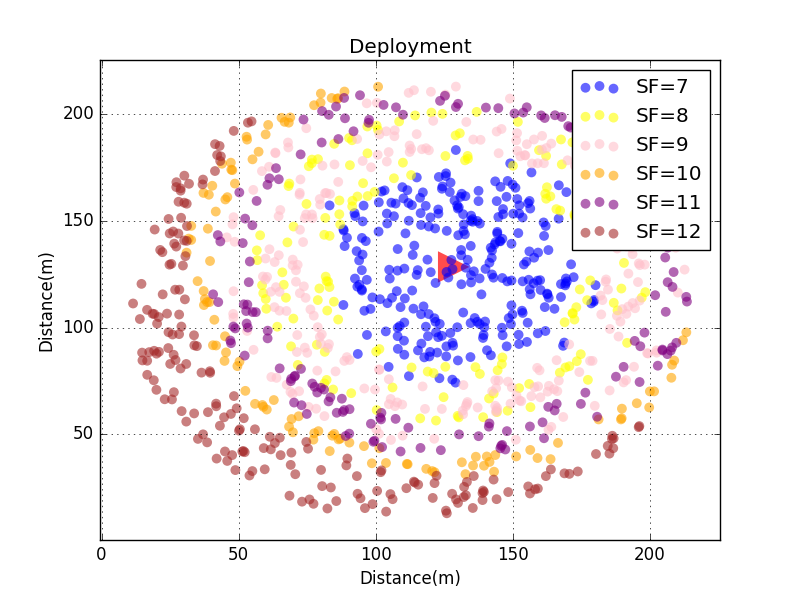 Deployment
SF=7
SF=8
SF=9
SF=10
SF=11
SF=12
Distance(m)
200
150
100
50
0
50
100
150
200
Distance(m)